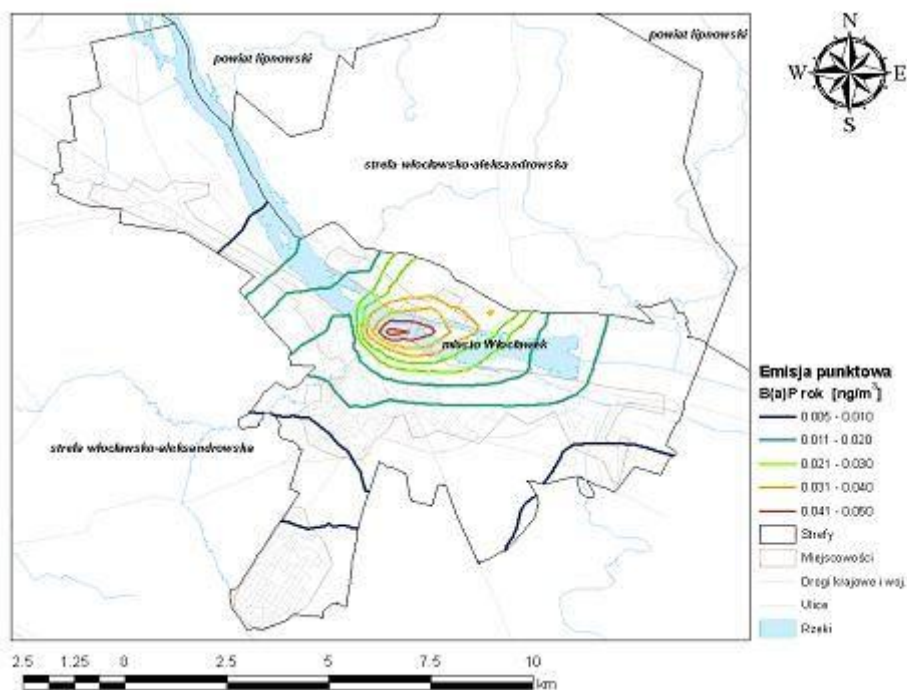 powiat lipnowski
powiat lipnowski
N
W E
S
strefa włocławsko-aleksandrowska
miasto Włocławek
strefa włocławsko-aleksandrowska
Emisja punktowa
B(a)P rok [ng/m³]
0.005 - 0.010
0.011 - 0.020
0.021 - 0.030
0.031 - 0.040
0.041 - 0.050
Strefy
Miejscowości
Drogi krajowe i woj.
Ulice
Rzeki
2.5 1.25 0 2.5 5 7.5 10
km